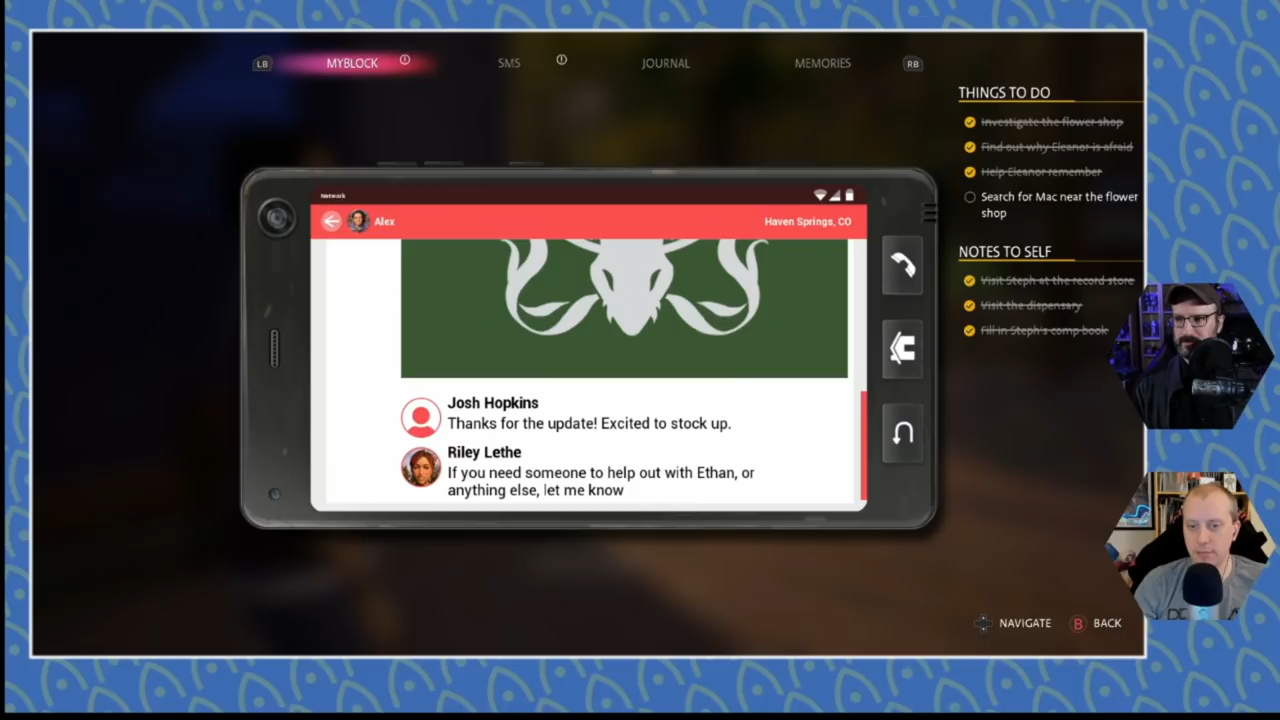 LB MYBLOCK SMS JOURNAL MEMORIES RB
THINGS TO DO
Investigate the flower shop
Find out why Eleanor is afraid
Help Eleanor remember
Search for Mac near the flower
shop
NOTES TO SELF
Visit Steph at the record store
Visit the dispensary
Fill in Steph's comp book
Network
Alex Haven Springs, CO
Josh Hopkins
Thanks for the update! Excited to stock up.
Riley Lethe
If you need someone to help out with Ethan, or
anything else, let me know
NAVIGATE B BACK